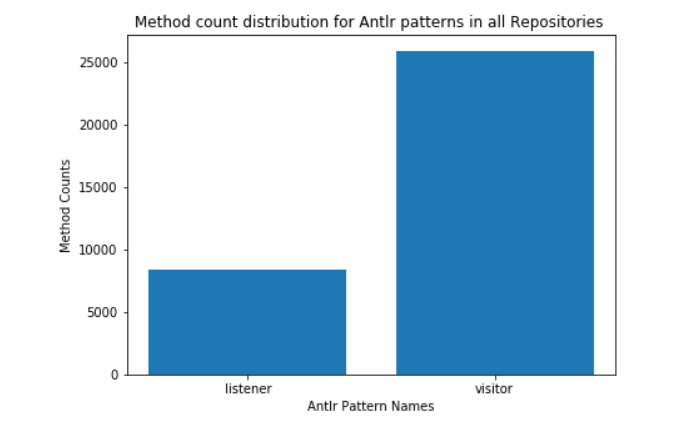 Method count distribution for Antlr patterns in all Repositories
Method Counts
25000
20000
15000
10000
5000
0
listener visitor
Antlr Pattern Names